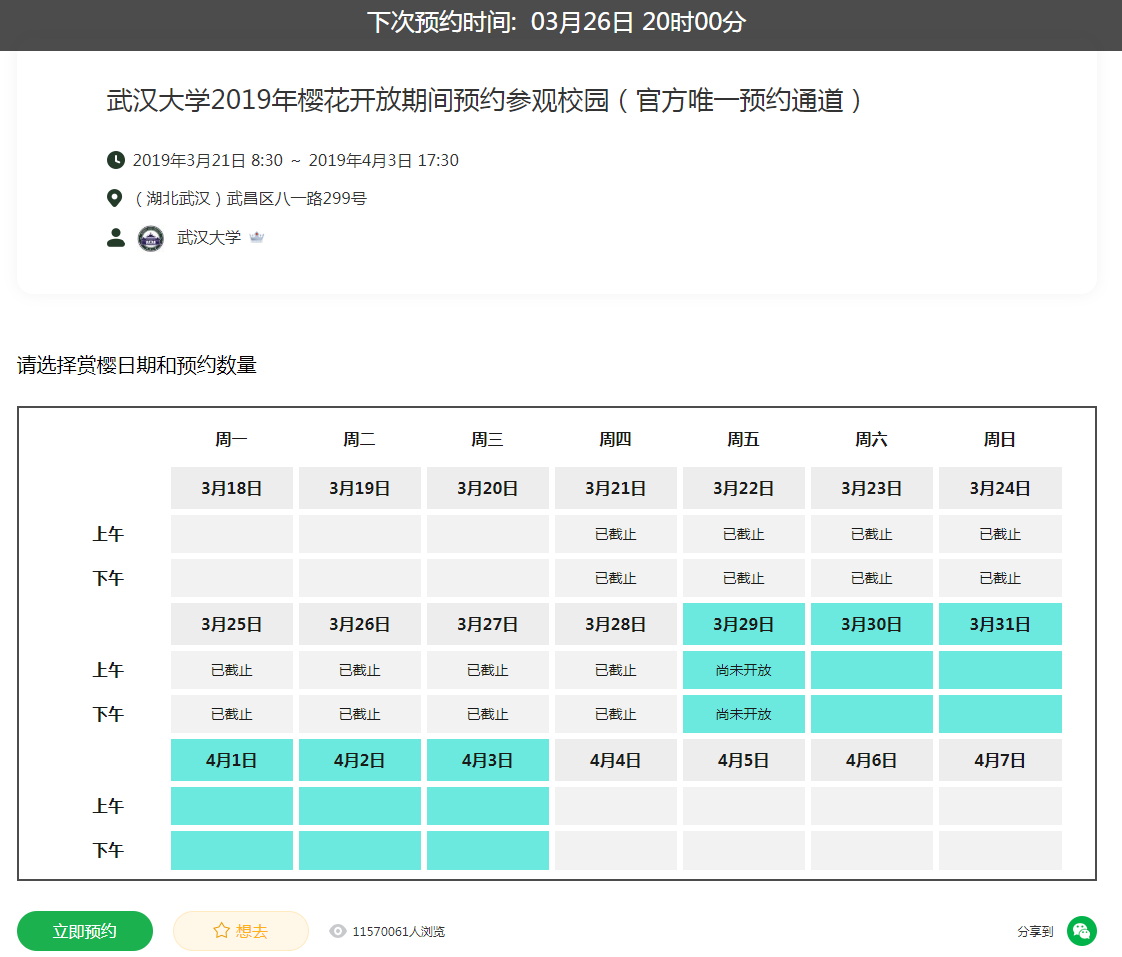 下次预约时间: 03月26日 20时00分
武汉大学2019年樱花开放期间预约参观校园（官方唯一预约通道）
2019年3月21日 8:30 ~ 2019年4月3日 17:30
（湖北武汉）武昌区八一路299号
武汉大学
请选择赏樱日期和预约数量
周一 周二 周三 周四 周五 周六 周日
3月18日 3月19日 3月20日 3月21日 3月22日 3月23日 3月24日
上午 已截止 已截止 已截止 已截止
下午 已截止 已截止 已截止 已截止
3月25日 3月26日 3月27日 3月28日 3月29日 3月30日 3月31日
上午 已截止 已截止 已截止 已截止 尚未开放
下午 已截止 已截止 已截止 已截止 尚未开放
4月1日 4月2日 4月3日 4月4日 4月5日 4月6日 4月7日
上午
下午
立即预约 想去 11570061人浏览 分享到